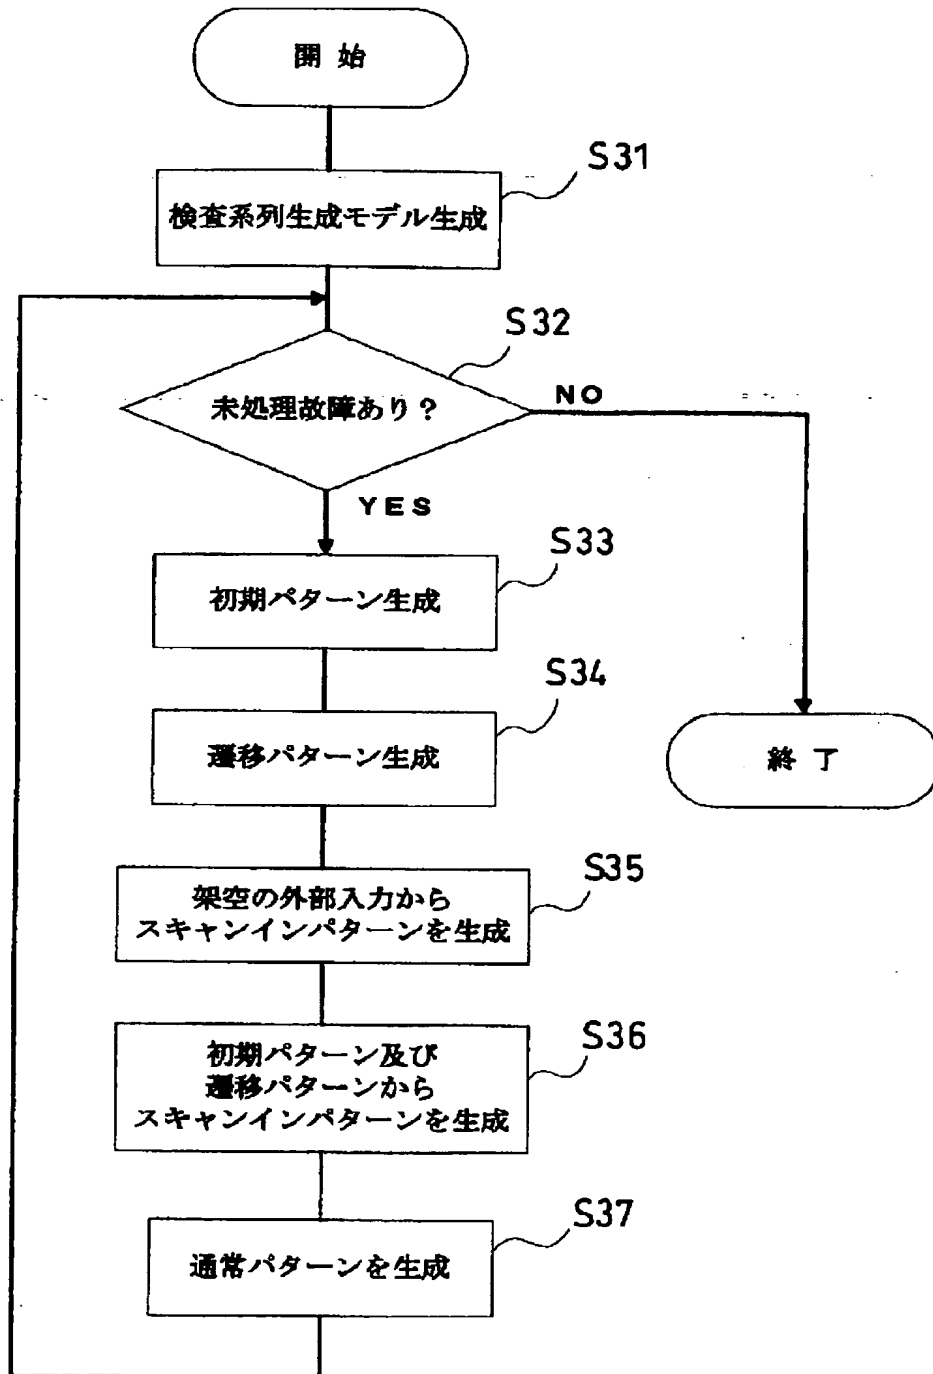 開始
S31
検査系列生成モデル生成
S32
未処理故障あり？
NO
YES
S33
初期パターン生成
S34
遷移パターン生成
終了
S35
架空の外部入力から
スキャンインパターンを生成
S36
初期パターン及び
遷移パターンから
スキャンインパターンを生成
S37
通常パターンを生成